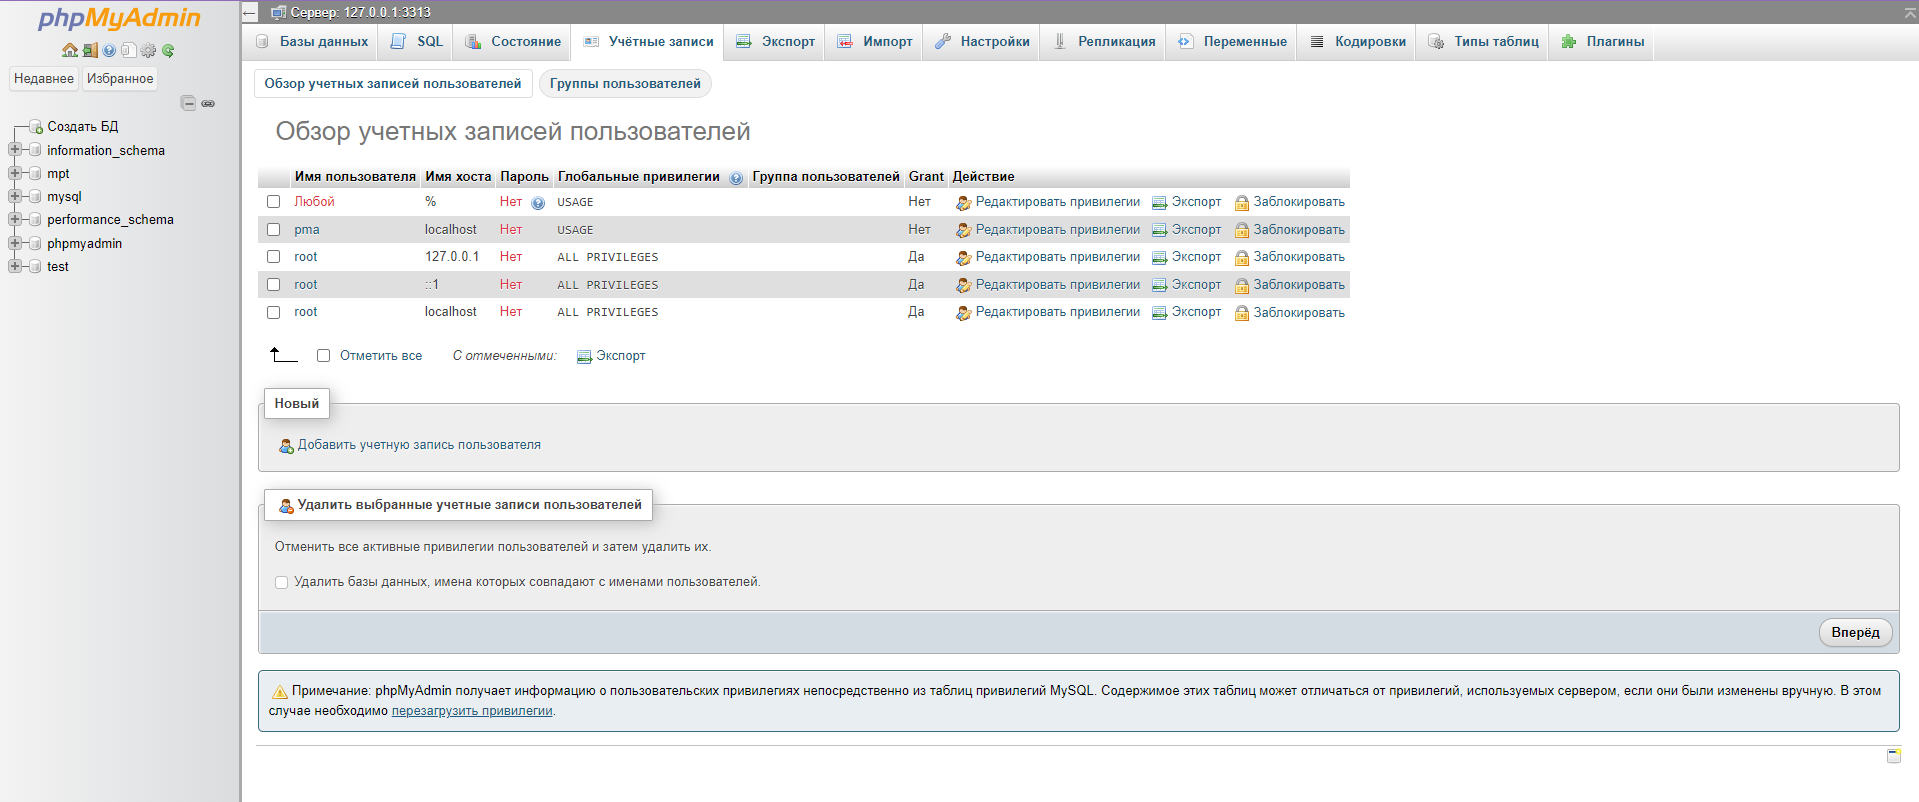 phpMyAdmin
Недавнее Избранное
Создать БД
information_schema
mpt
mysql
performance_schema
phpmyadmin
test
Сервер: 127.0.0.1:3313
Базы данных SQL Состояние Учётные записи Экспорт Импорт Настройки Репликация Переменные Кодировки Типы таблиц Плагины
Обзор учетных записей пользователей Группы пользователей
Обзор учетных записей пользователей
Имя пользователя Имя хоста Пароль Глобальные привилегии Группа пользователей Grant Действие
Любой % Нет USAGE Нет Редактировать привилегии Экспорт Заблокировать
pma localhost Нет USAGE Нет Редактировать привилегии Экспорт Заблокировать
root 127.0.0.1 Нет ALL PRIVILEGES Да Редактировать привилегии Экспорт Заблокировать
root ::1 Нет ALL PRIVILEGES Да Редактировать привилегии Экспорт Заблокировать
root localhost Нет ALL PRIVILEGES Да Редактировать привилегии Экспорт Заблокировать
Отметить все С отмеченными: Экспорт
Новый
Добавить учетную запись пользователя
Удалить выбранные учетные записи пользователей
Отменить все активные привилегии пользователей и затем удалить их.
Удалить базы данных, имена которых совпадают с именами пользователей.
Вперёд
Примечание: phpMyAdmin получает информацию о пользовательских привилегиях непосредственно из таблиц привилегий MySQL. Содержимое этих таблиц может отличаться от привилегий, используемых сервером, если они были изменены вручную. В этом
случае необходимо перезагрузить привилегии.